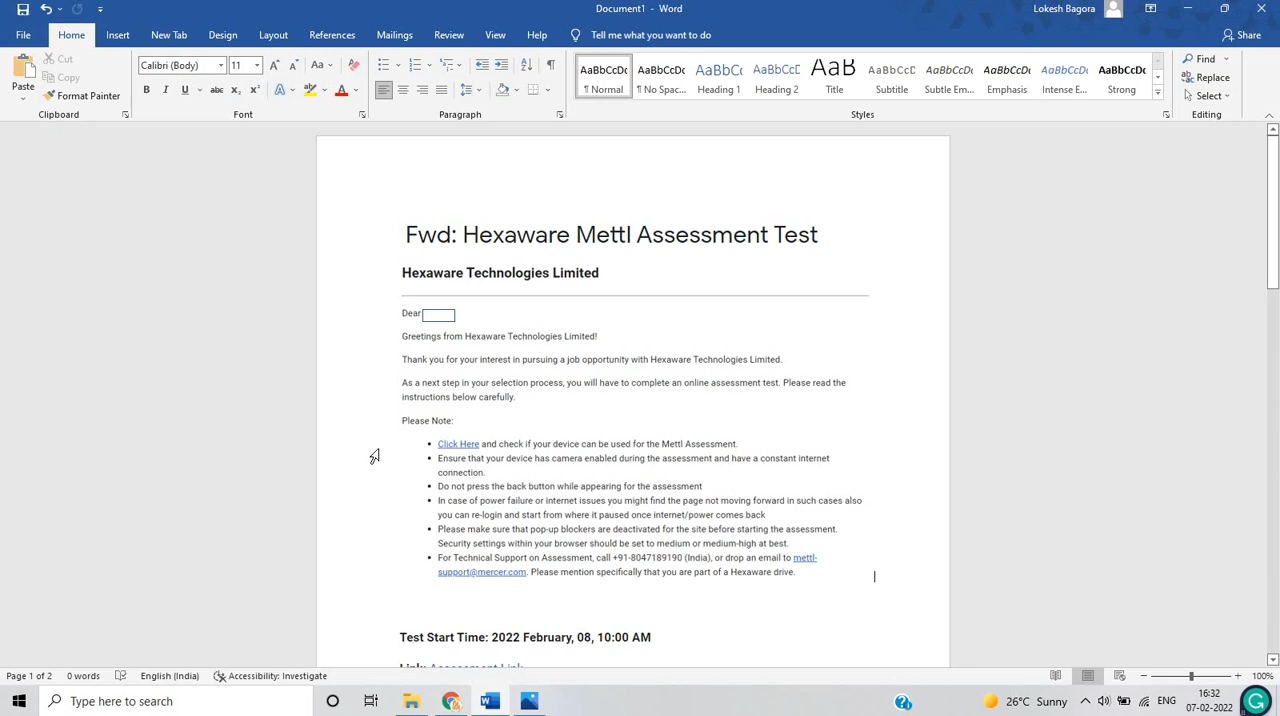 Document1 - Word
Lokesh Bagora
File Home Insert New Tab Design Layout References Mailings Review View Help Tell me what you want to do Share
Cut
Copy
Format Painter
Paste
Calibri (Body) 11
AaBbCcDc AaBbCcDc AaBbCc AaBbCcD AaB AaBbCcD AaBbCcDc AaBbCcDc AaBbCcDc AaBbCcDc
¶ Normal ¶ No Spac... Heading 1 Heading 2 Title Subtitle Subtle Em... Emphasis Intense E... Strong
Find
Replace
Select
Clipboard Font Paragraph Styles Editing
Fwd: Hexaware Mettl Assessment Test
Hexaware Technologies Limited
Dear
Greetings from Hexaware Technologies Limited!
Thank you for your interest in pursuing a job opportunity with Hexaware Technologies Limited.
As a next step in your selection process, you will have to complete an online assessment test. Please read the
instructions below carefully.
Please Note:
• Click Here and check if your device can be used for the Mettl Assessment.
• Ensure that your device has camera enabled during the assessment and have a constant internet
connection.
• Do not press the back button while appearing for the assessment
• In case of power failure or internet issues you might find the page not moving forward in such cases also
you can re-login and start from where it paused once internet/power comes back
• Please make sure that pop-up blockers are deactivated for the site before starting the assessment.
Security settings within your browser should be set to medium or medium-high at best.
• For Technical Support on Assessment, call +91-8047189190 (India), or drop an email to mettl-
support@mercer.com. Please mention specifically that you are part of a Hexaware drive.
Test Start Time: 2022 February, 08, 10:00 AM
Link: Assessment Link
Page 1 of 2 0 words English (India) Accessibility: Investigate 100%
Type here to search 26°C Sunny ENG 16:32
07-02-2022